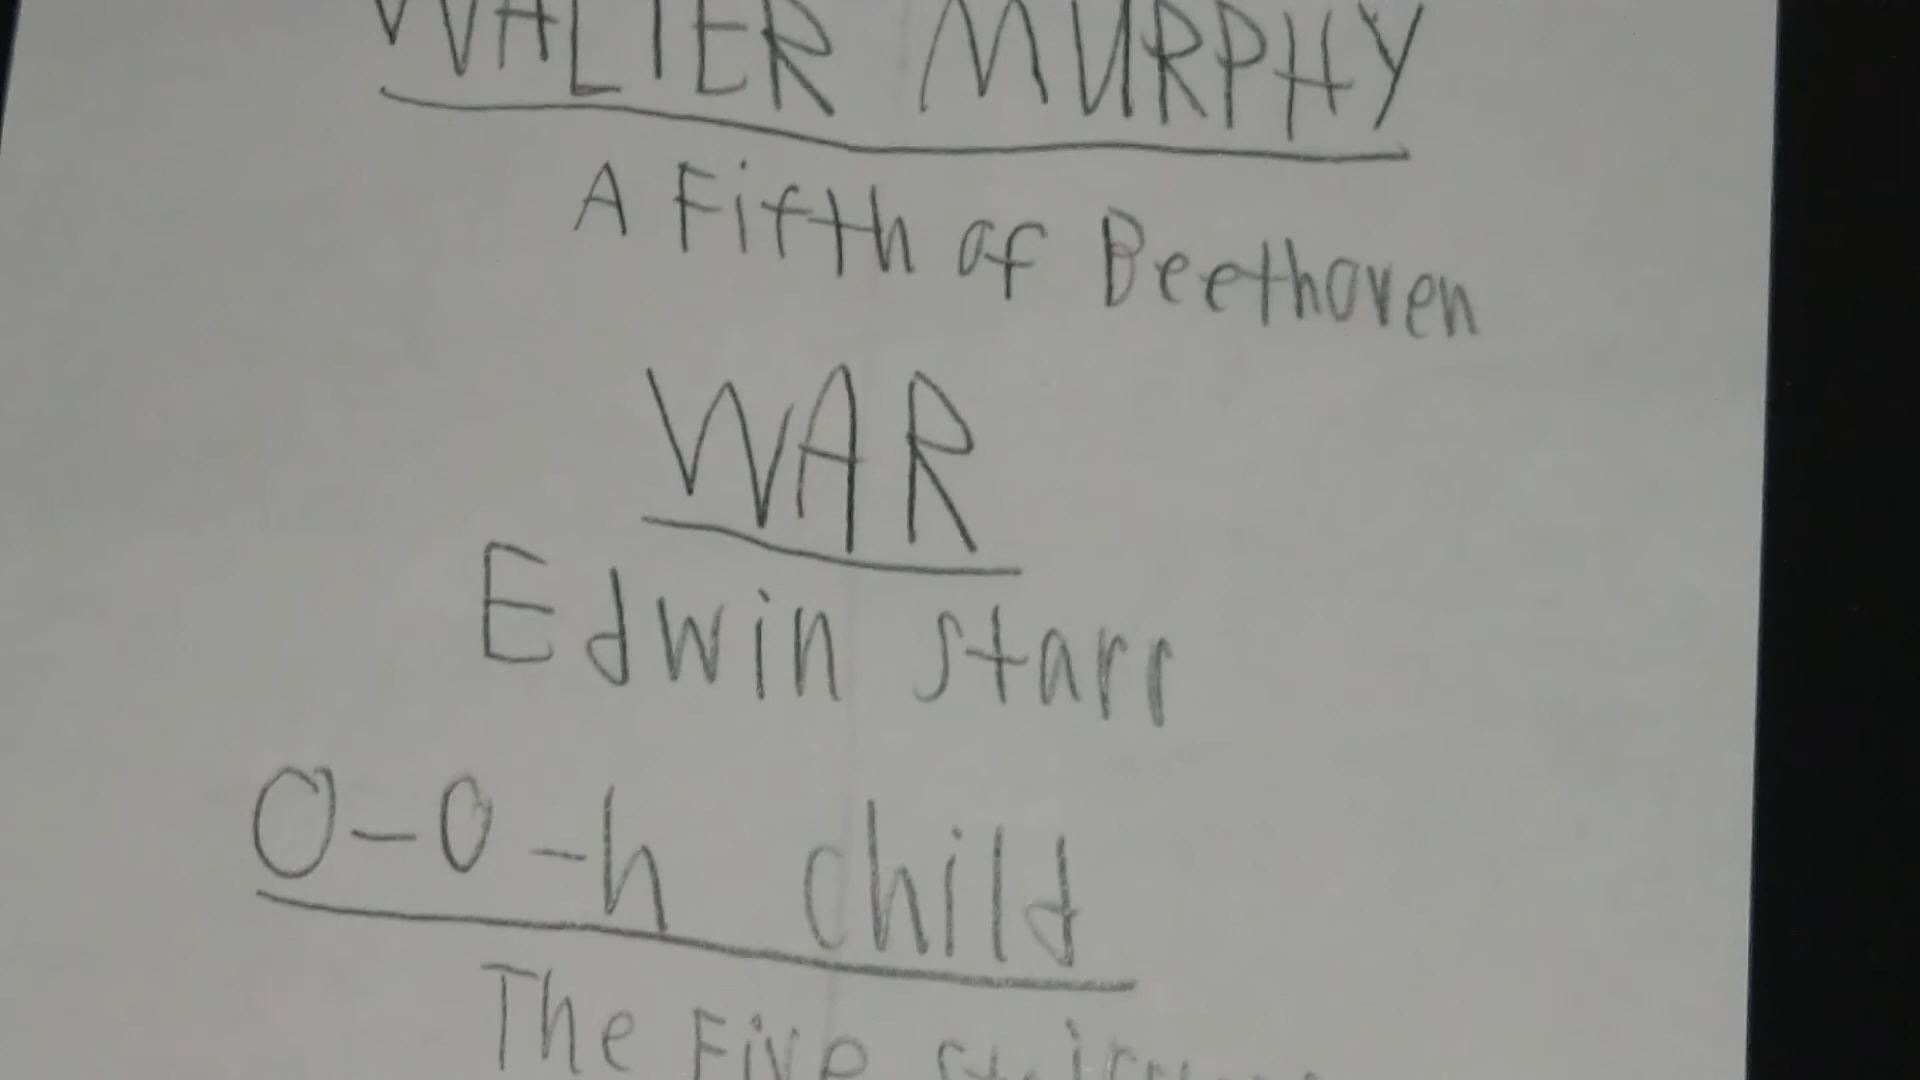 WALTER MURPHY
A Fifth of Beethoven
WAR
Edwin starr
O-O-h child
The Five